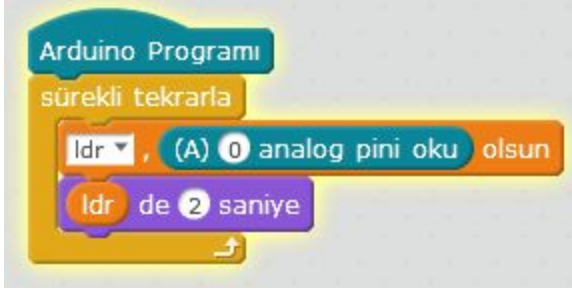 Arduino Programı
sürekli tekrarla
ldr , (A) 0 analog pini oku olsun
ldr de 2 saniye